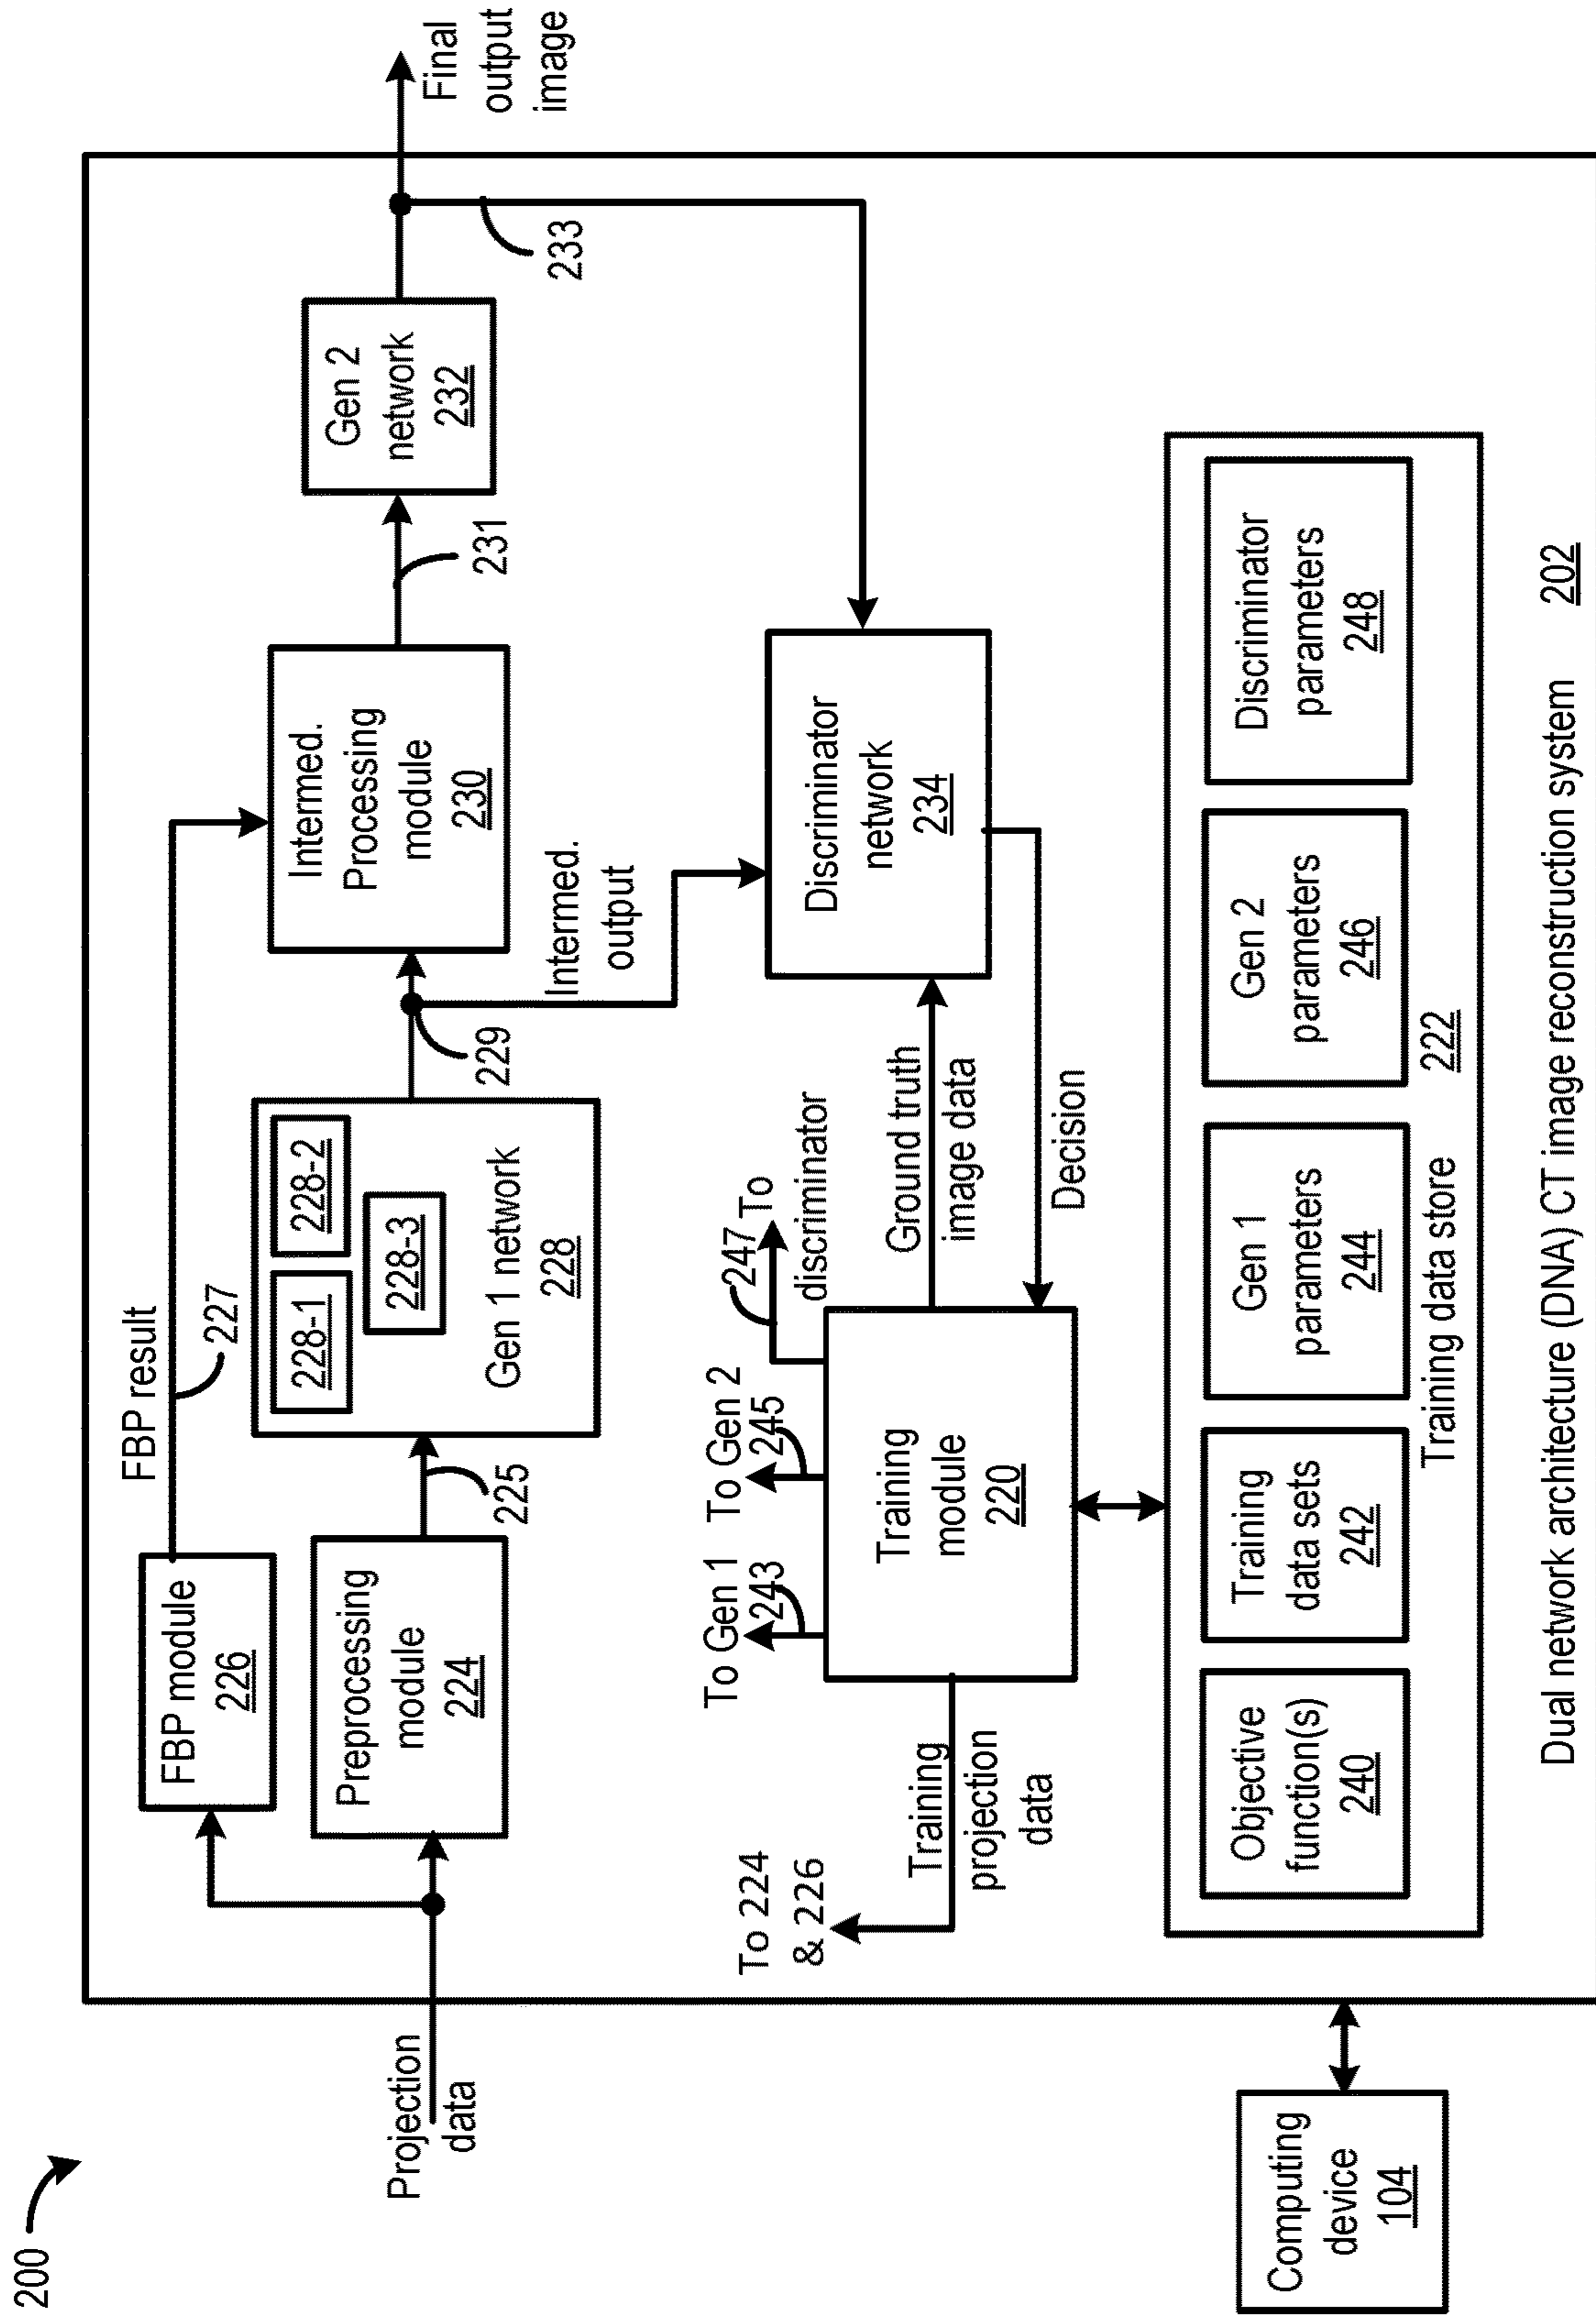 200
Projection
data
FBP module
226
FBP result
227
Preprocessing
module
224
225
228-1
228-2
228-3
Gen 1 network
228
229
Intermed.
Processing
module
230
231
Gen 2
network
232
233
Final
output
image
Intermed.
output
Discriminator
network
234
To 224
& 226
Training
projection
data
To Gen 1
243
To Gen 2
245
247
To
discriminator
Training
module
220
Ground truth
image data
Decision
Objective
function(s)
240
Training
data sets
242
Gen 1
parameters
244
Gen 2
parameters
246
Discriminator
parameters
248
Training data store
222
Computing
device
104
Dual network architecture (DNA) CT image reconstruction system 202